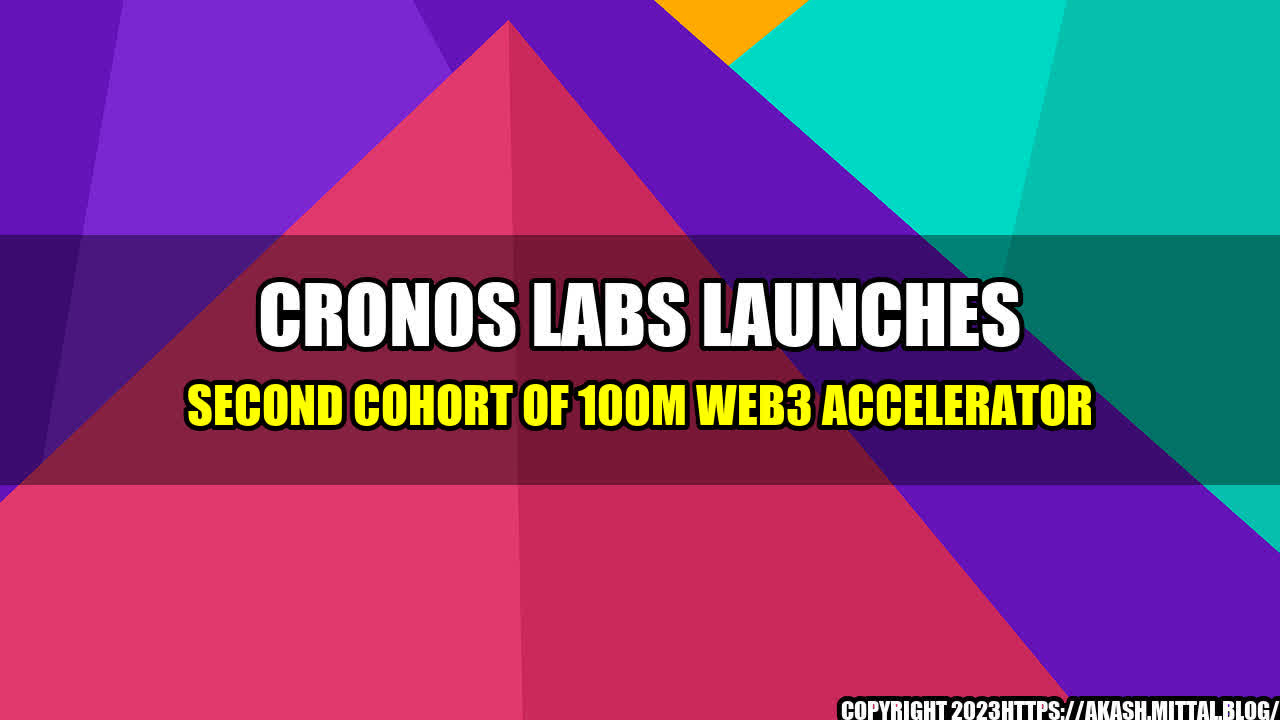 CRONOS LABS LAUNCHES
SECOND COHORT OF 100M WEB3 ACCELERATOR
COPYRIGHT 2023HTTPS://AKASH.MITTAL.BLOG/